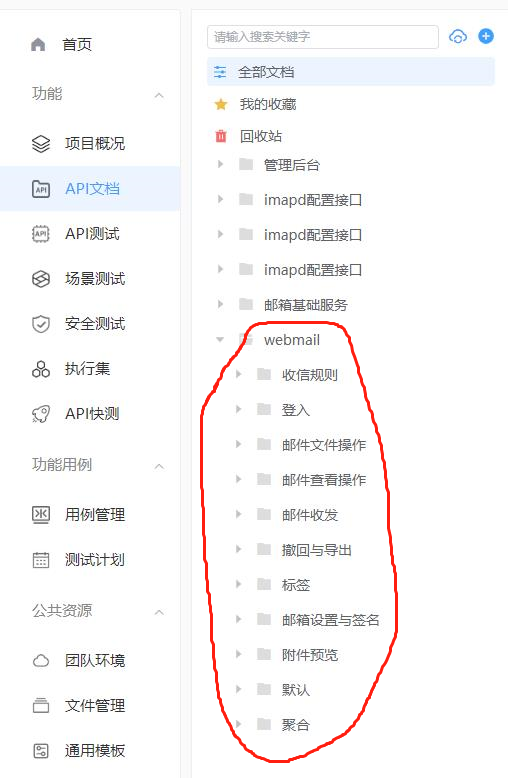 首页
功能
项目概况
API文档
API测试
场景测试
安全测试
执行集
API快测
功能用例
用例管理
测试计划
公共资源
团队环境
文件管理
通用模板
请输入搜索关键字
全部文档
我的收藏
回收站
管理后台
imapd配置接口
imapd配置接口
imapd配置接口
邮箱基础服务
webmail
收信规则
登入
邮件文件操作
邮件查看操作
邮件收发
撤回与导出
标签
邮箱设置与签名
附件预览
默认
聚合